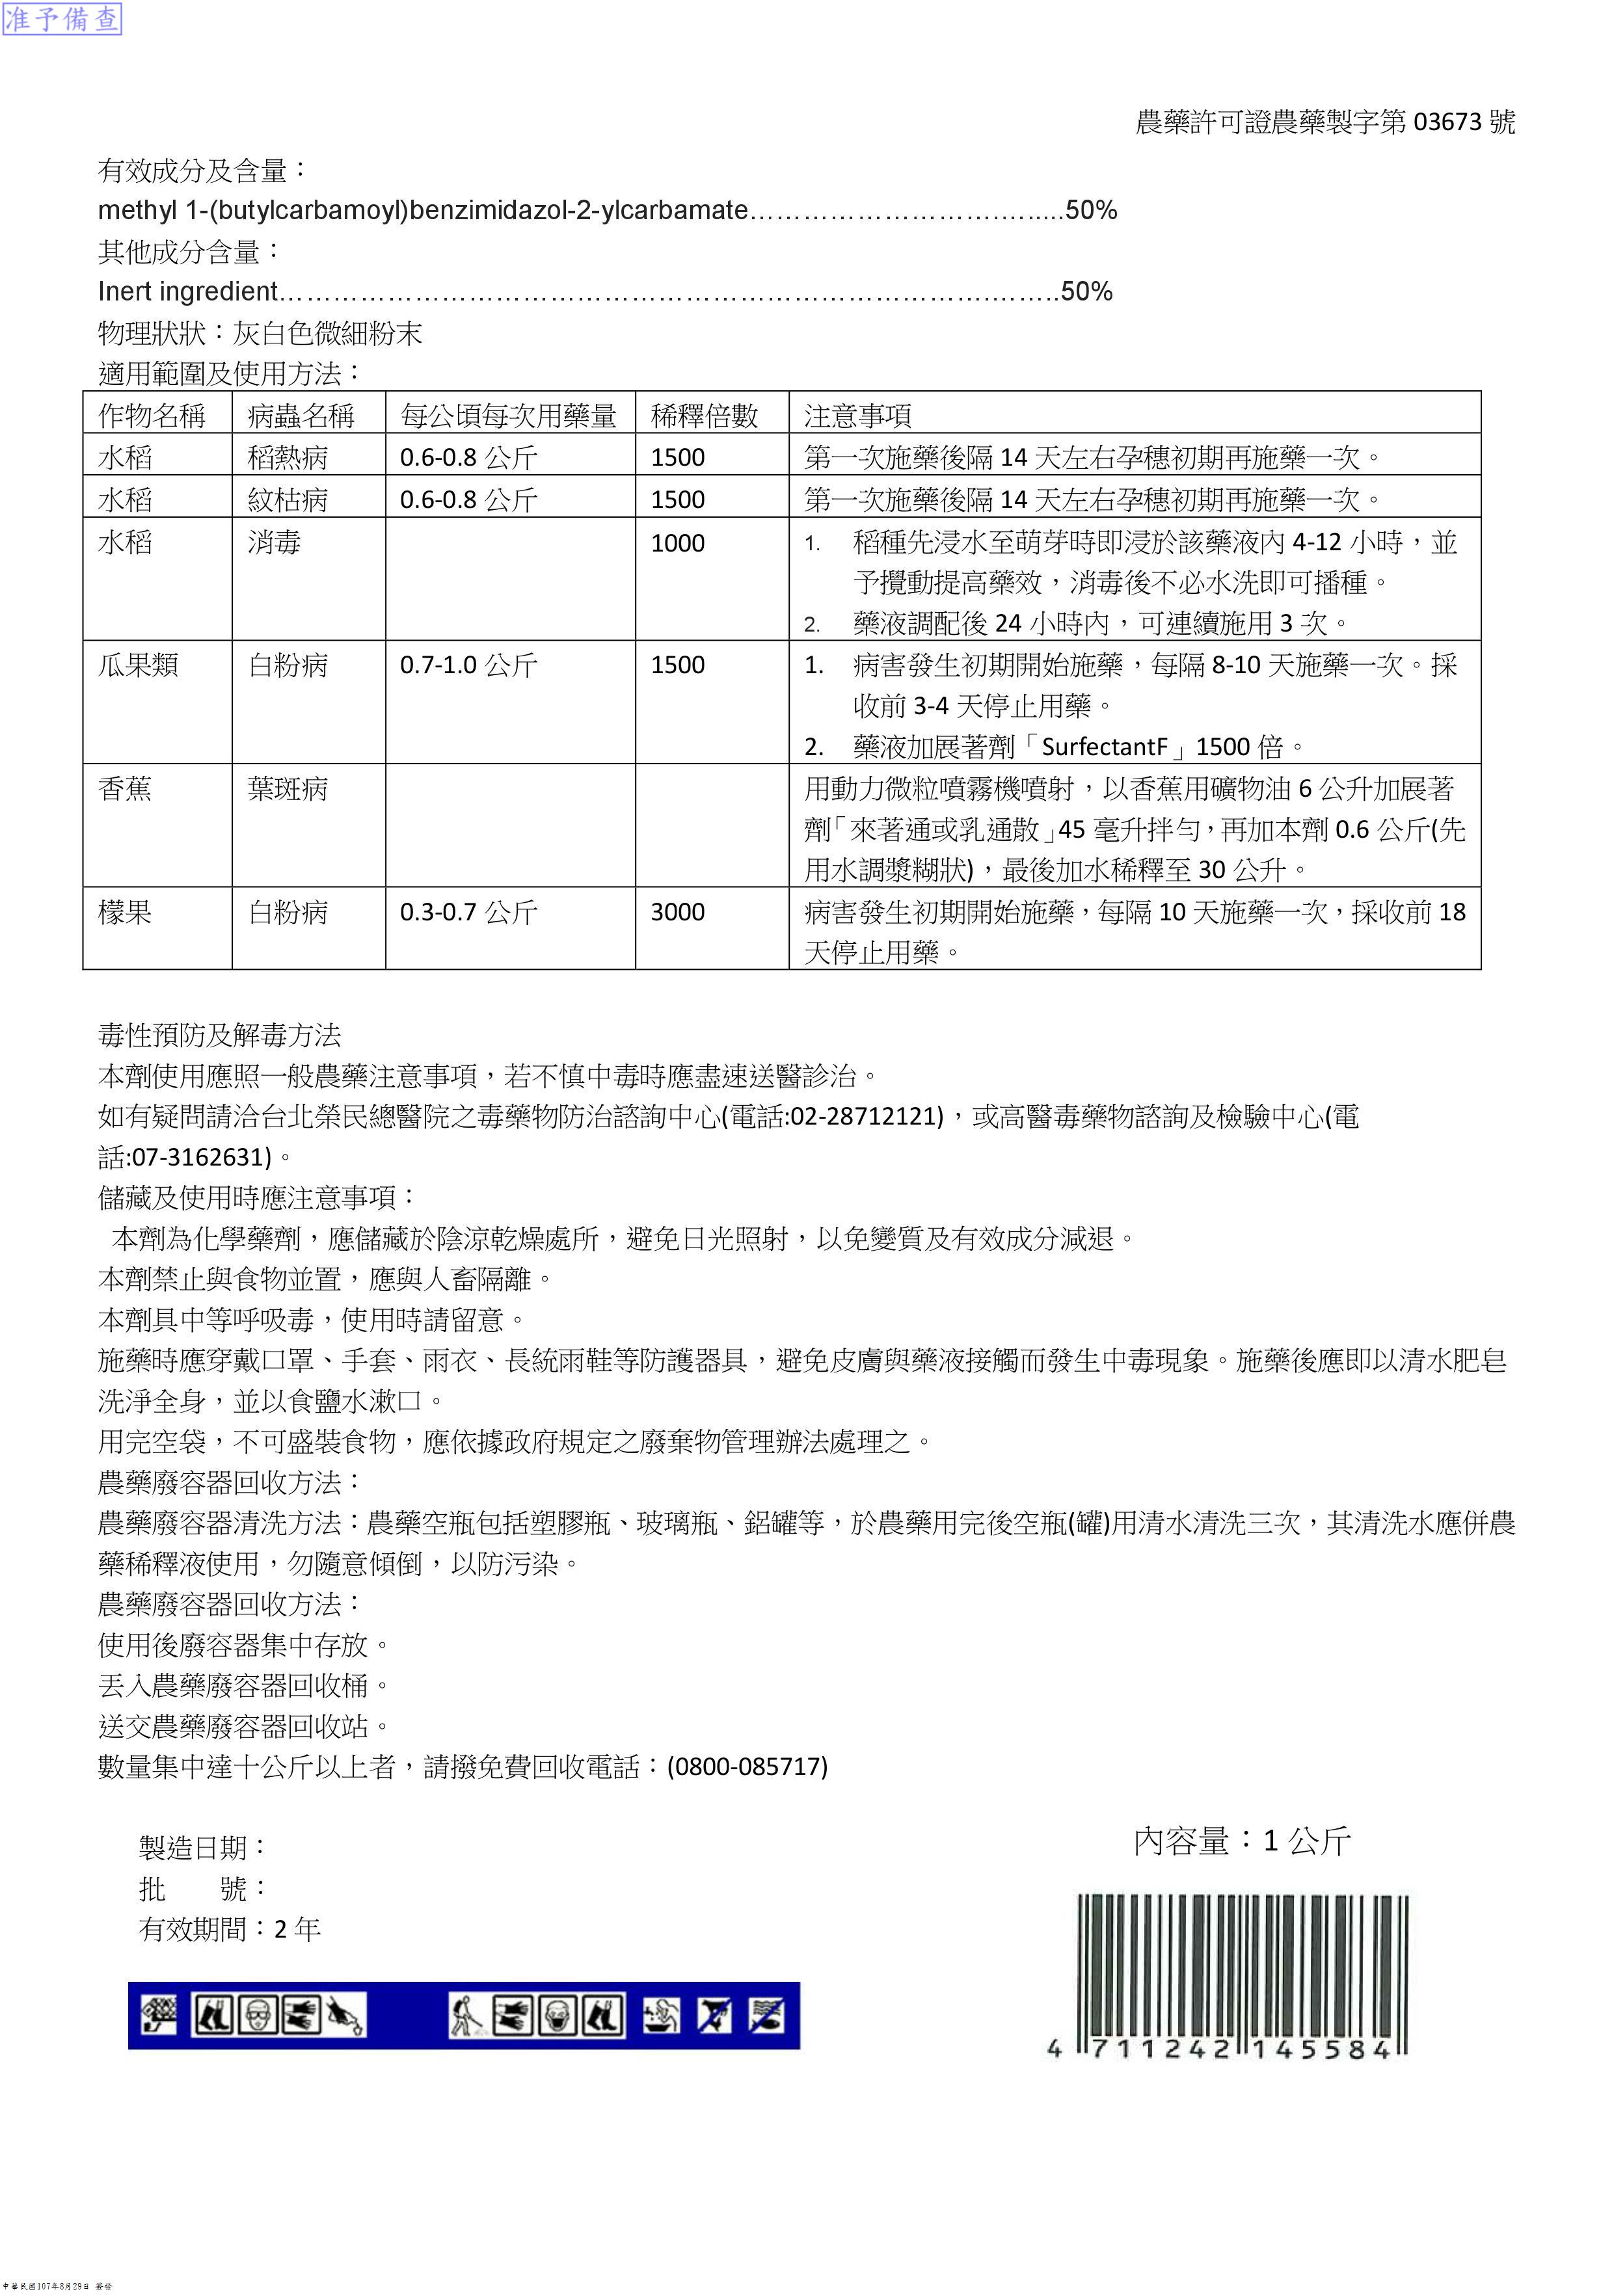 准予備查
農藥許可證農藥製字第 03673 號
有效成分及含量：
methyl 1-(butylcarbamoyl)benzimidazol-2-ylcarbamate…………………………......50%
其他成分含量：
Inert ingredient…………………………………………………………………………….…..50%
物理狀狀：灰白色微細粉末
適用範圍及使用方法：
作物名稱 病蟲名稱 每公頃每次用藥量 稀釋倍數 注意事項
水稻 稻熱病 0.6-0.8 公斤 1500 第一次施藥後隔 14 天左右孕穗初期再施藥一次。
水稻 紋枯病 0.6-0.8 公斤 1500 第一次施藥後隔 14 天左右孕穗初期再施藥一次。
水稻 消毒 1000 1. 稻種先浸水至萌芽時即浸於該藥液內 4-12 小時，並
予攪動提高藥效，消毒後不必水洗即可播種。
2. 藥液調配後 24 小時內，可連續施用 3 次。
瓜果類 白粉病 0.7-1.0 公斤 1500 1. 病害發生初期開始施藥，每隔 8-10 天施藥一次。採
收前 3-4 天停止用藥。
2. 藥液加展著劑「SurfectantF」1500 倍。
香蕉 葉斑病 用動力微粒噴霧機噴射，以香蕉用礦物油 6 公升加展著
劑「來著通或乳通散」45 毫升拌勻，再加本劑 0.6 公斤(先
用水調漿糊狀)，最後加水稀釋至 30 公升。
檬果 白粉病 0.3-0.7 公斤 3000 病害發生初期開始施藥，每隔 10 天施藥一次，採收前 18
天停止用藥。
毒性預防及解毒方法
本劑使用應照一般農藥注意事項，若不慎中毒時應盡速送醫診治。
如有疑問請洽台北榮民總醫院之毒藥物防治諮詢中心(電話:02-28712121)，或高醫毒藥物諮詢及檢驗中心(電
話:07-3162631)。
儲藏及使用時應注意事項：
本劑為化學藥劑，應儲藏於陰涼乾燥處所，避免日光照射，以免變質及有效成分減退。
本劑禁止與食物並置，應與人畜隔離。
本劑具中等呼吸毒，使用時請留意。
施藥時應穿戴口罩、手套、雨衣、長統雨鞋等防護器具，避免皮膚與藥液接觸而發生中毒現象。施藥後應即以清水肥皂
洗淨全身，並以食鹽水漱口。
用完空袋，不可盛裝食物，應依據政府規定之廢棄物管理辦法處理之。
農藥廢容器回收方法：
農藥廢容器清洗方法：農藥空瓶包括塑膠瓶、玻璃瓶、鋁罐等，於農藥用完後空瓶(罐)用清水清洗三次，其清洗水應併農
藥稀釋液使用，勿隨意傾倒，以防污染。
農藥廢容器回收方法：
使用後廢容器集中存放。
丟入農藥廢容器回收桶。
送交農藥廢容器回收站。
數量集中達十公斤以上者，請撥免費回收電話：(0800-085717)
內容量：1 公斤
製造日期：
批　　號：
有效期間：2 年
4 711242 145584
中華民國107年8月29日 簽發